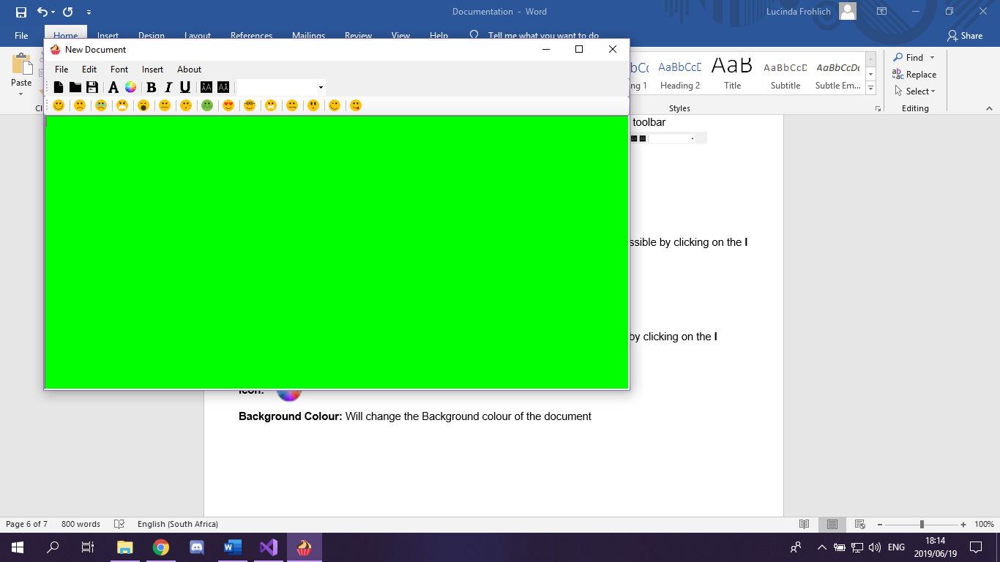 Documentation - Word
Lucinda Frohlich
File Home Insert Design Layout References Mailings Review View Help Tell me what you want to do
Share
New Document
File Edit Font Insert About
A B I U
Paste
AaBbCcD AaB AaBbCcD AaBbCcDc
Heading 2 Title Subtitle Subtle Em...
Styles
Find
Replace
Select
Editing
toolbar
ssible by clicking on the I
by clicking on the I
Icon:
Background Colour: Will change the Background colour of the document
Page 6 of 7 800 words English (South Africa)
100%
ENG
18:14
2019/06/19